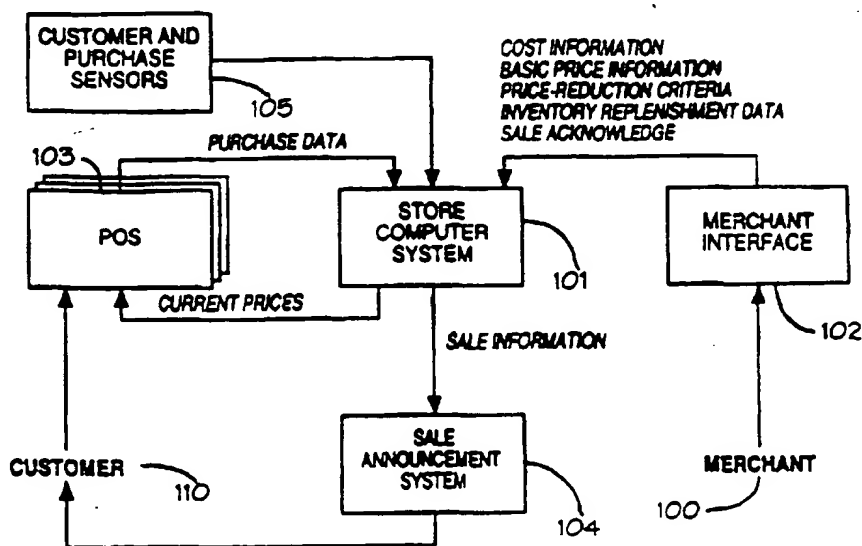 CUSTOMER AND
PURCHASE
SENSORS
105
COST INFORMATION
BASIC PRICE INFORMATION
PRICE-REDUCTION CRITERIA
INVENTORY REPLENISHMENT DATA
SALE ACKNOWLEDGE
103
PURCHASE DATA
POS
STORE
COMPUTER
SYSTEM
101
MERCHANT
INTERFACE
102
CURRENT PRICES
SALE INFORMATION
CUSTOMER
110
SALE
ANNOUNCEMENT
SYSTEM
104
MERCHANT
100